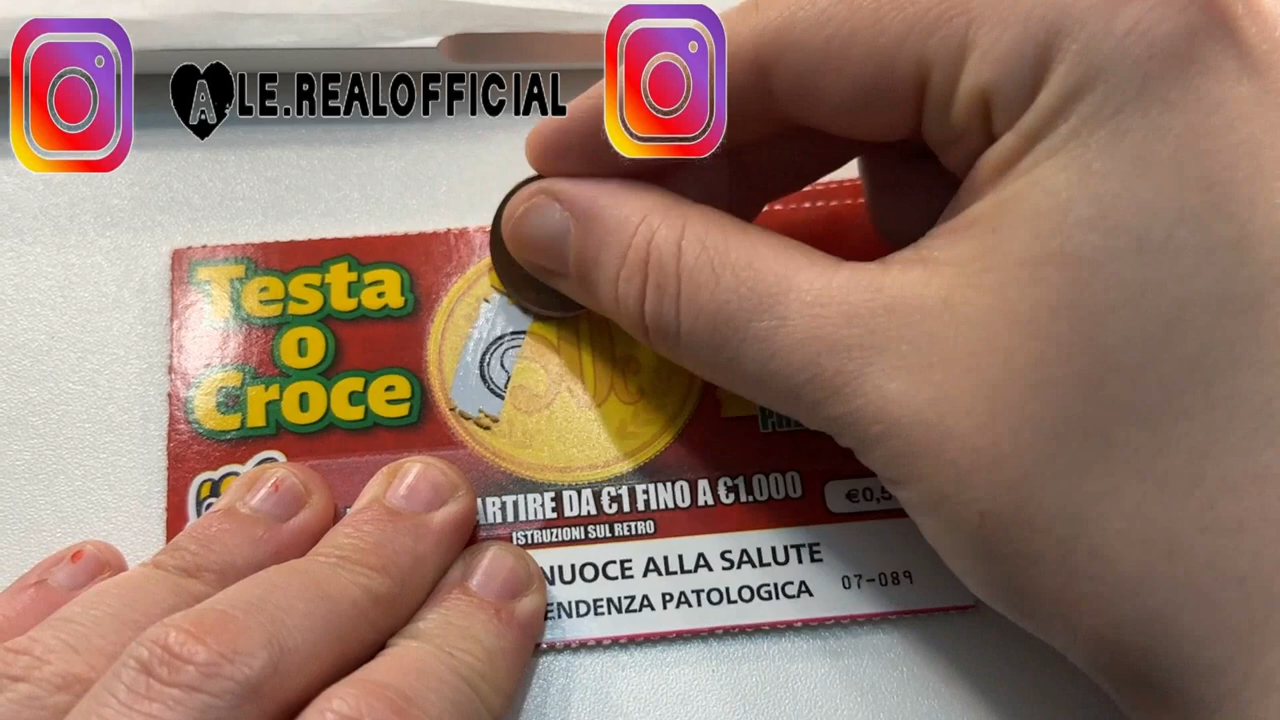 ALE.REALOFFICIAL
Testa
o
Croce
ARTIRE DA €1 FINO A €1.000
€0,5
ISTRUZIONI SUL RETRO
NUOCE ALLA SALUTE
ENDENZA PATOLOGICA
07-089